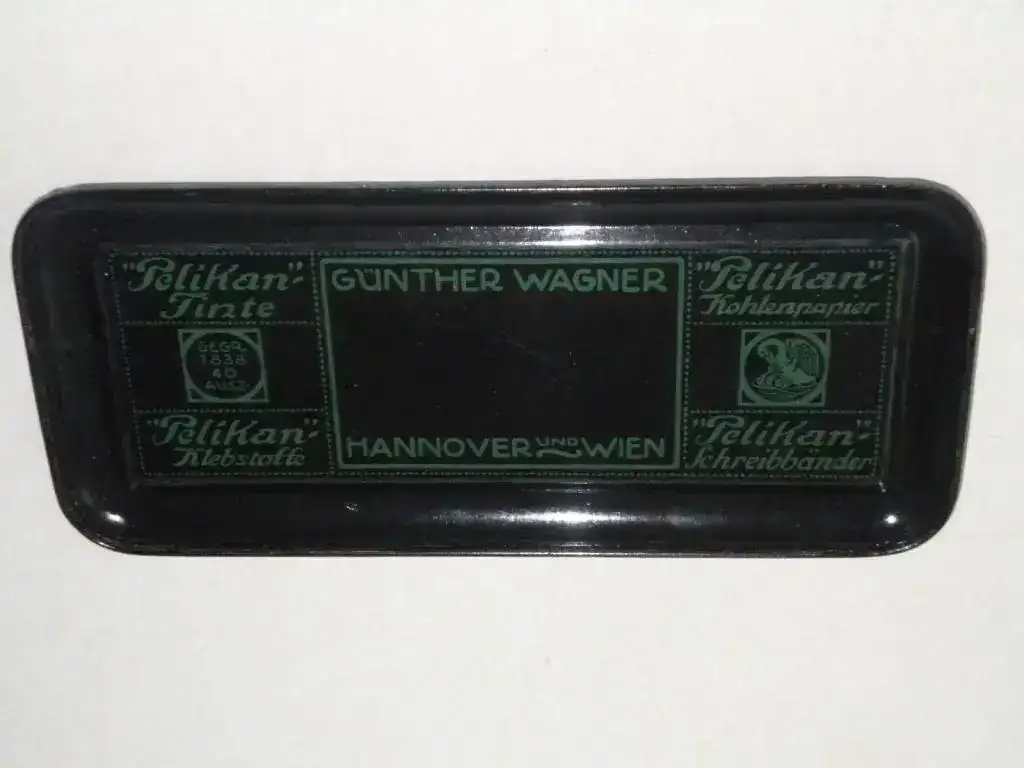 "Pelikan"-
Tinte
GEGR.
1838
40
AUSZ.
"Pelikan"-
Klebstoffe
GÜNTHER WAGNER
HANNOVER UND WIEN
"Pelikan"-
Kohlenpapier
"Pelikan"-
Schreibbänder